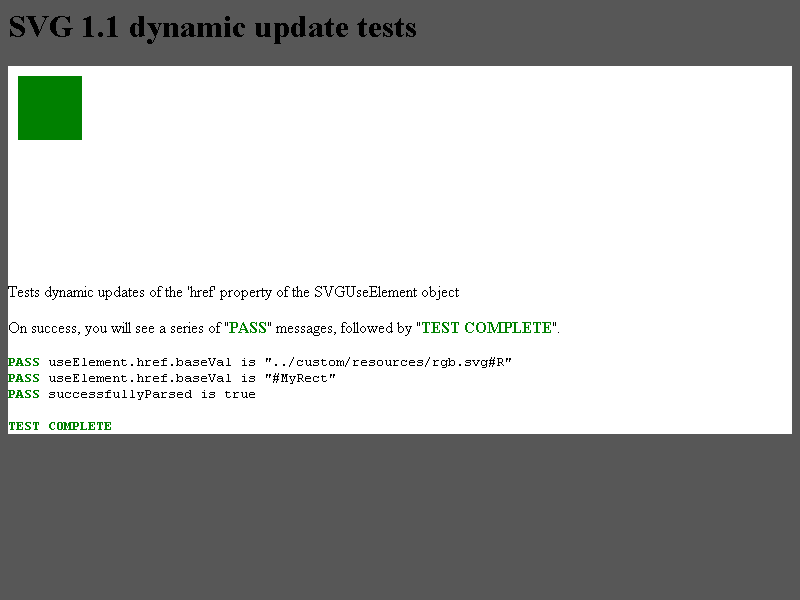 SVG 1.1 dynamic update tests
Tests dynamic updates of the 'href' property of the SVGUseElement object
On success, you will see a series of "PASS" messages, followed by "TEST COMPLETE".
PASS useElement.href.baseVal is "../custom/resources/rgb.svg#R"
PASS useElement.href.baseVal is "#MyRect"
PASS successfullyParsed is true
TEST COMPLETE